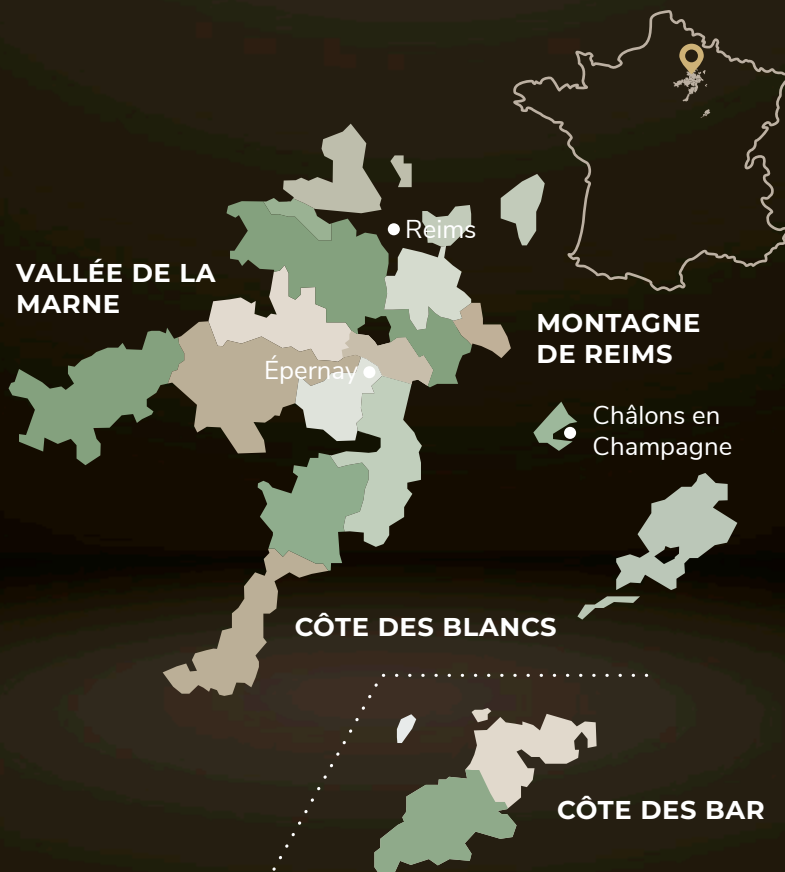 Reims
VALLÉE DE LA
MARNE
MONTAGNE
DE REIMS
Épernay
Châlons en
Champagne
CÔTE DES BLANCS
CÔTE DES BAR